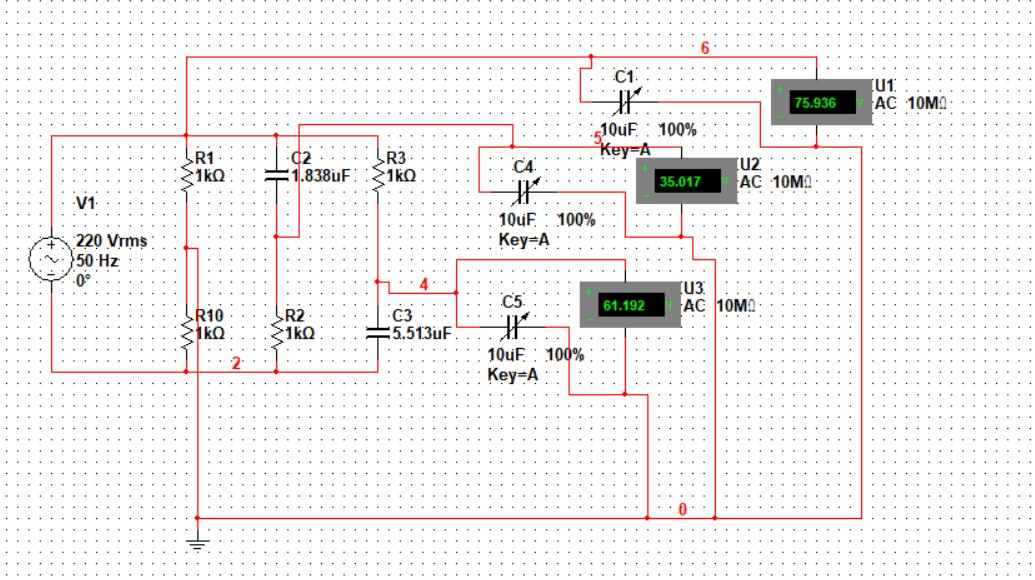 6
C1
10uF 100%
Key=A
+
75.936
V
-
U1
AC 10MΩ
5
R1
1kΩ
C2
1.838uF
R3
1kΩ
C4
10uF 100%
Key=A
+
35.017
V
-
U2
AC 10MΩ
V1
+
220 Vrms
50 Hz
0°
4
C5
10uF 100%
Key=A
+
61.192
V
-
U3
AC 10MΩ
R10
1kΩ
R2
1kΩ
C3
5.513uF
2
0